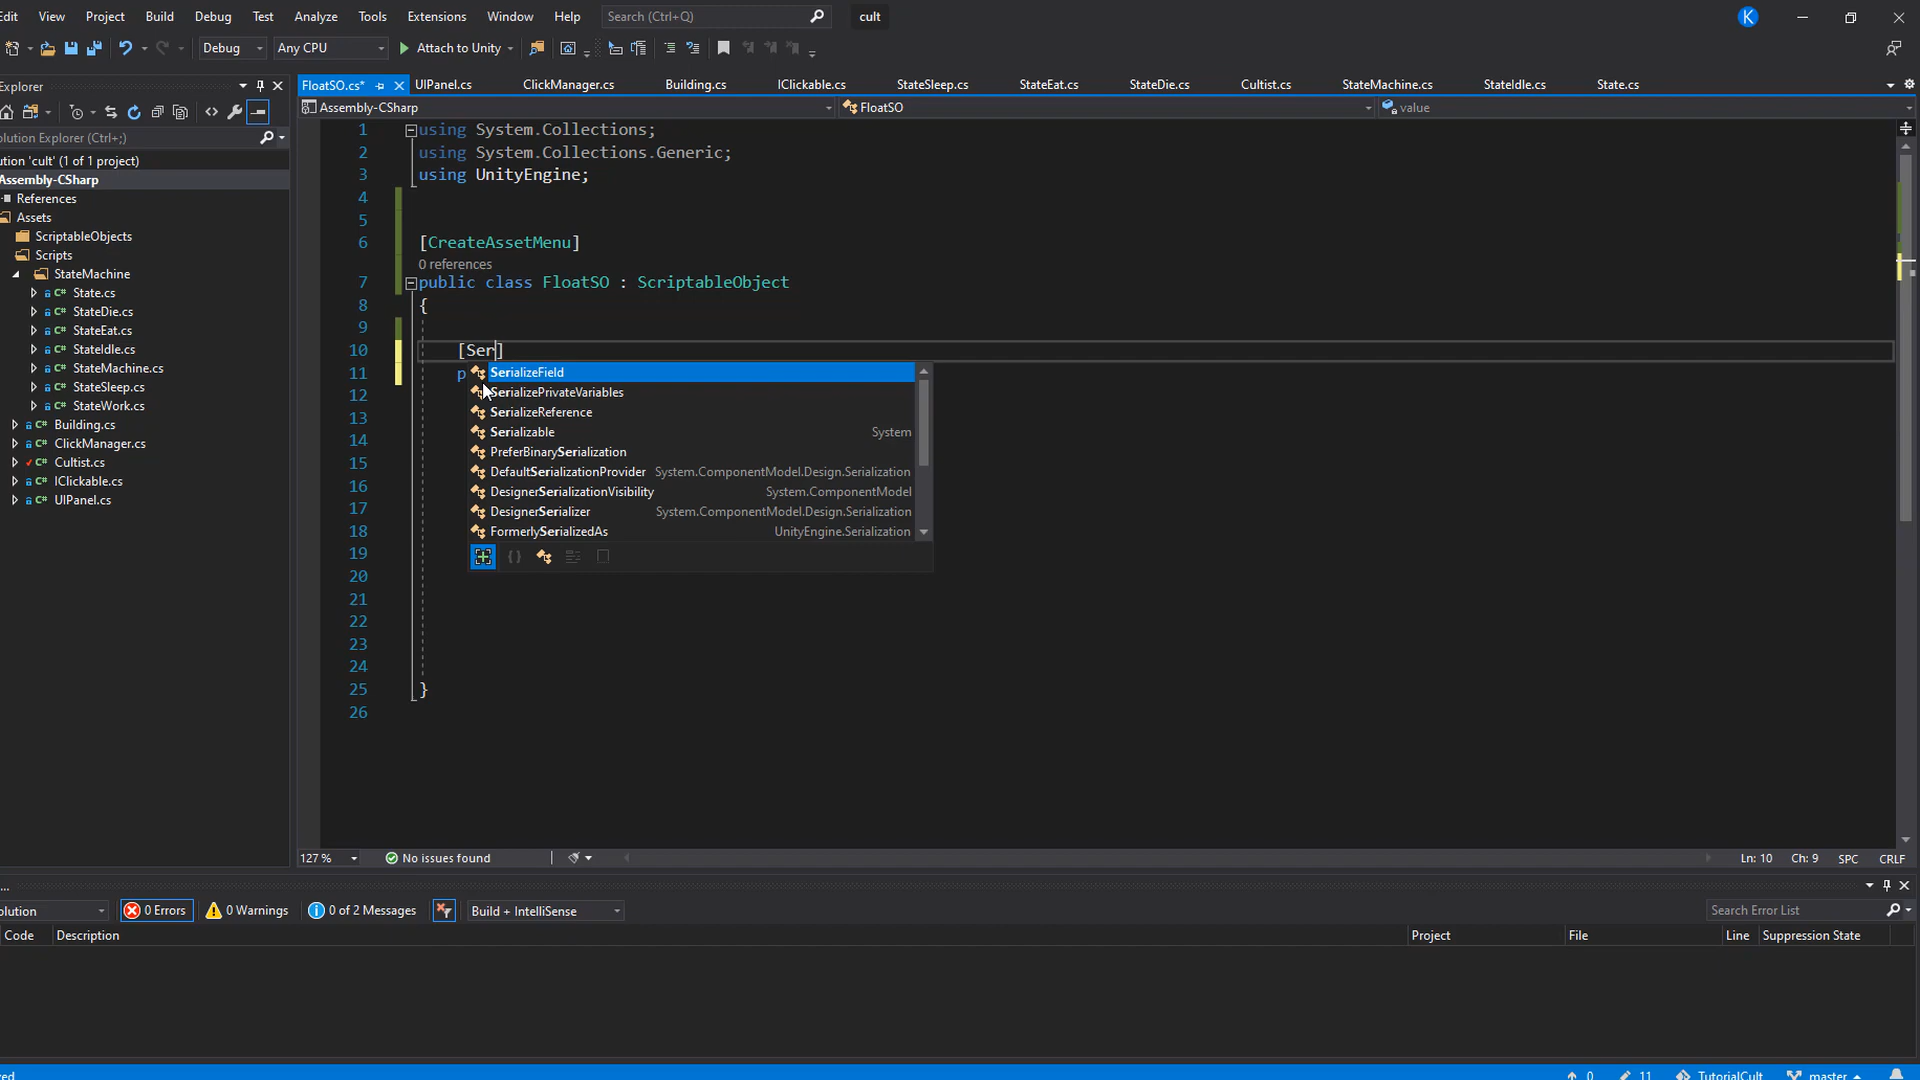 Edit View Project Build Debug Test Analyze Tools Extensions Window Help Search (Ctrl+Q) cult K
Debug Any CPU Attach to Unity
Explorer
olution Explorer (Ctrl+;)
ution 'cult' (1 of 1 project)
Assembly-CSharp
References
Assets
ScriptableObjects
Scripts
StateMachine
State.cs
StateDie.cs
StateEat.cs
StateIdle.cs
StateMachine.cs
StateSleep.cs
StateWork.cs
Building.cs
ClickManager.cs
Cultist.cs
IClickable.cs
UIPanel.cs
FloatSO.cs* UIPanel.cs ClickManager.cs Building.cs IClickable.cs StateSleep.cs StateEat.cs StateDie.cs Cultist.cs StateMachine.cs StateIdle.cs State.cs
Assembly-CSharp FloatSO value
1 using System.Collections;
2 using System.Collections.Generic;
3 using UnityEngine;
4
5
6 [CreateAssetMenu]
0 references
7 public class FloatSO : ScriptableObject
8 {
9
10 [Ser]
11 p
12
13
14
15
16
17
18
19
20
21
22
23
24
25 }
26
SerializeField
SerializePrivateVariables
SerializeReference
Serializable System
PreferBinarySerialization
DefaultSerializationProvider System.ComponentModel.Design.Serialization
DesignerSerializationVisibility System.ComponentModel
DesignerSerializer System.ComponentModel.Design.Serialization
FormerlySerializedAs UnityEngine.Serialization
127 % No issues found Ln: 10 Ch: 9 SPC CRLF
...
olution 0 Errors 0 Warnings 0 of 2 Messages Build + IntelliSense Search Error List
Code Description Project File Line Suppression State
ved 0 11 TutorialCult master